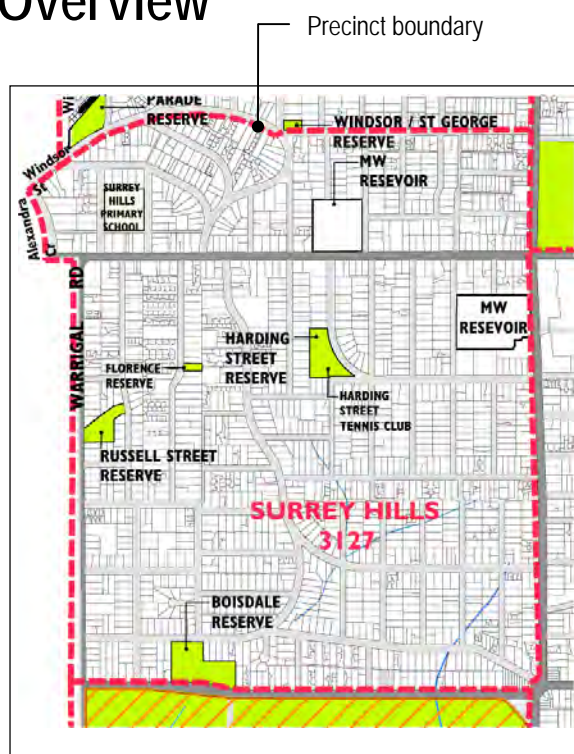 Overview
Precinct boundary
Wi
PARADE
RESERVE
WINDSOR / ST GEORGE
RESERVE
MW
RESEVOIR
Windsor
St
SURREY
HILLS
PRIMARY
SCHOOL
Alexandra
Cr
WARRIGAL RD
MW
RESEVOIR
HARDING
STREET
RESERVE
FLORENCE
RESERVE
HARDING
STREET
TENNIS CLUB
RUSSELL STREET
RESERVE
SURREY HILLS
3127
BOISDALE
RESERVE